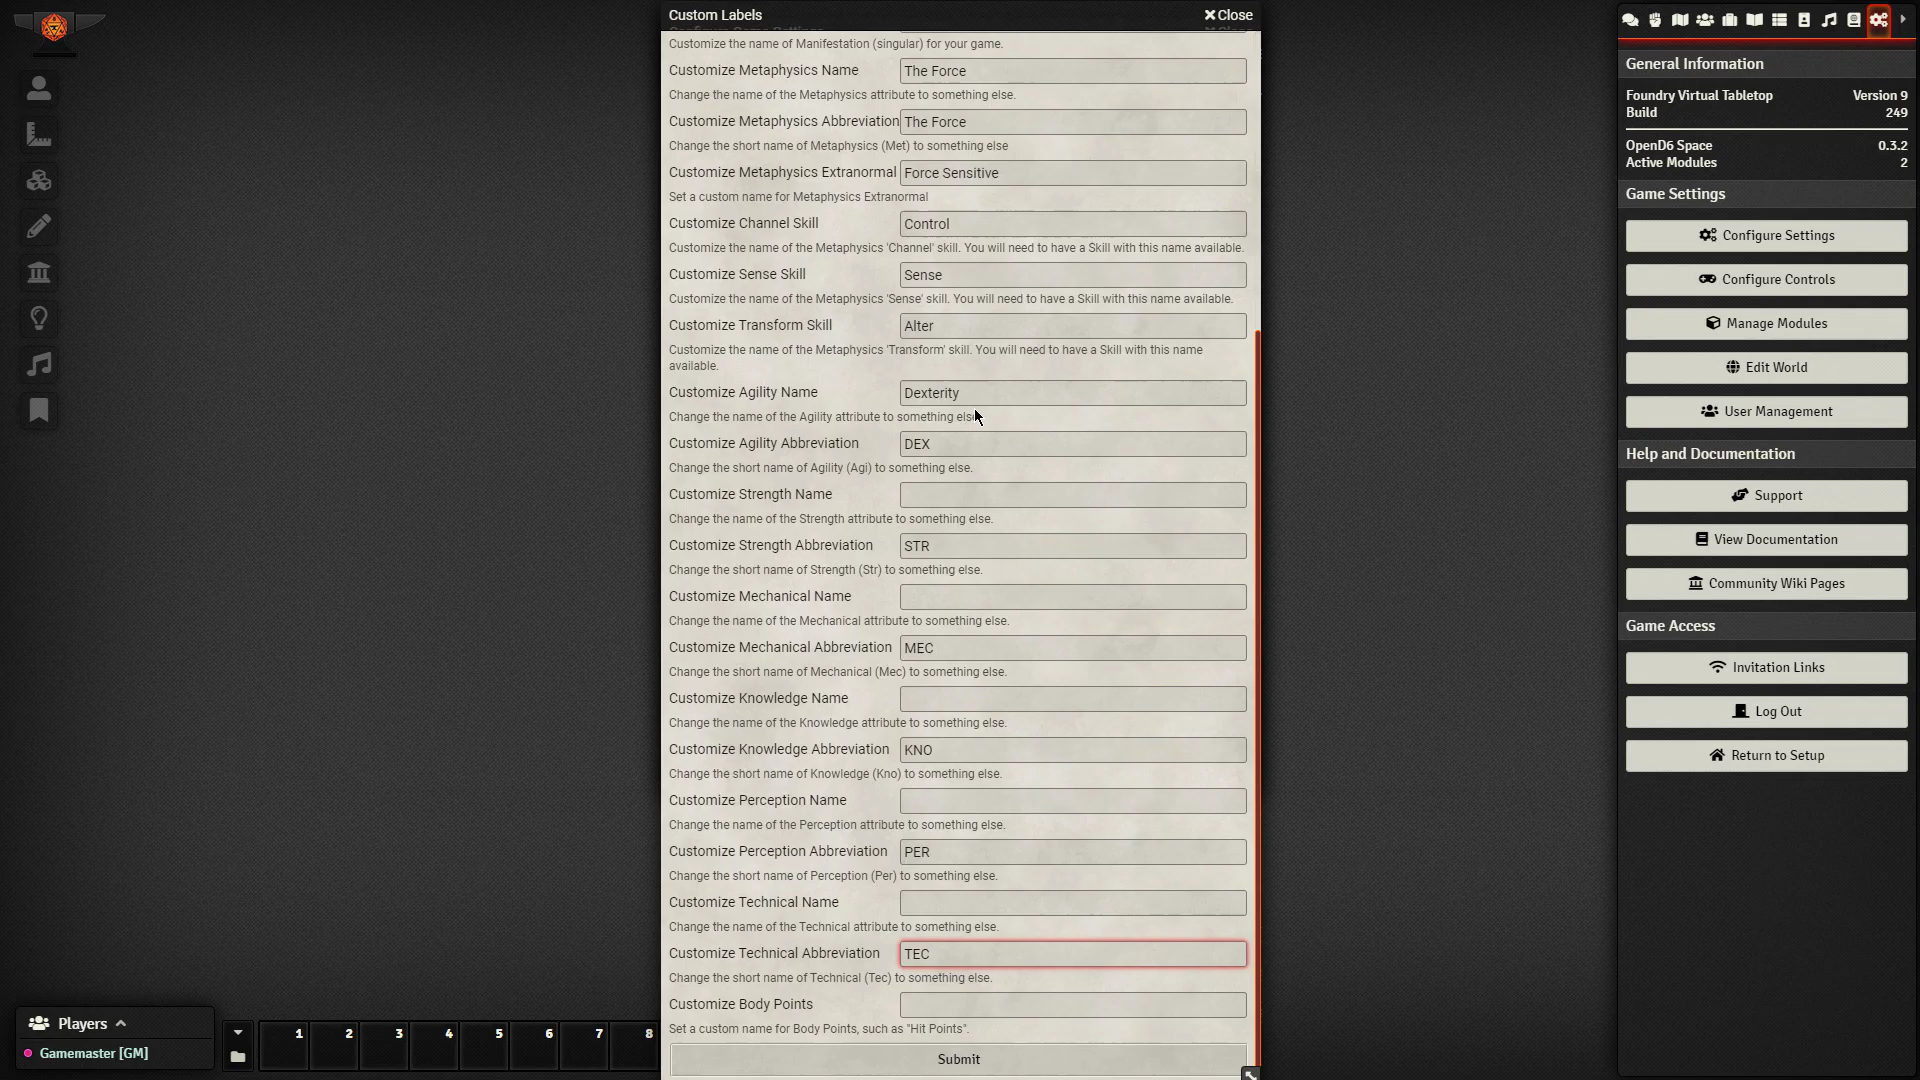 Custom Labels
Close
Customize the name of Manifestation (singular) for your game.
Customize Metaphysics Name The Force
Change the name of the Metaphysics attribute to something else.
Customize Metaphysics Abbreviation The Force
Change the short name of Metaphysics (Met) to something else
Customize Metaphysics Extranormal Force Sensitive
Set a custom name for Metaphysics Extranormal
Customize Channel Skill Control
Customize the name of the Metaphysics 'Channel' skill. You will need to have a Skill with this name available.
Customize Sense Skill Sense
Customize the name of the Metaphysics 'Sense' skill. You will need to have a Skill with this name available.
Customize Transform Skill Alter
Customize the name of the Metaphysics 'Transform' skill. You will need to have a Skill with this name
available.
Customize Agility Name Dexterity
Change the name of the Agility attribute to something else.
Customize Agility Abbreviation DEX
Change the short name of Agility (Agi) to something else.
Customize Strength Name
Change the name of the Strength attribute to something else.
Customize Strength Abbreviation STR
Change the short name of Strength (Str) to something else.
Customize Mechanical Name
Change the name of the Mechanical attribute to something else.
Customize Mechanical Abbreviation MEC
Change the short name of Mechanical (Mec) to something else.
Customize Knowledge Name
Change the name of the Knowledge attribute to something else.
Customize Knowledge Abbreviation KNO
Change the short name of Knowledge (Kno) to something else.
Customize Perception Name
Change the name of the Perception attribute to something else.
Customize Perception Abbreviation PER
Change the short name of Perception (Per) to something else.
Customize Technical Name
Change the name of the Technical attribute to something else.
Customize Technical Abbreviation TEC
Change the short name of Technical (Tec) to something else.
Customize Body Points
Set a custom name for Body Points, such as "Hit Points".
Submit
General Information
Foundry Virtual Tabletop Version 9
Build 249
OpenD6 Space 0.3.2
Active Modules 2
Game Settings
Configure Settings
Configure Controls
Manage Modules
Edit World
User Management
Help and Documentation
Support
View Documentation
Community Wiki Pages
Game Access
Invitation Links
Log Out
Return to Setup
Players
Gamemaster [GM]
1 2 3 4 5 6 7 8